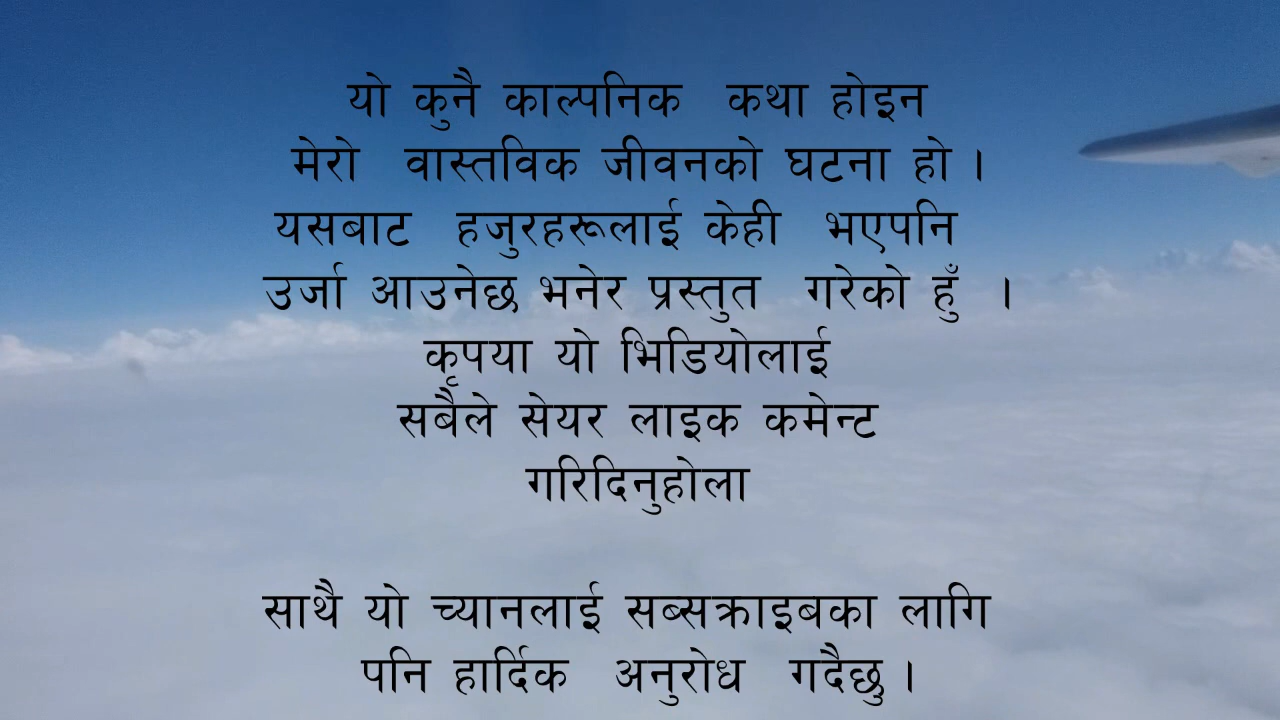 यो कुनै काल्पनिक कथा होइन
मेरो वास्तविक जीवनको घटना हो ।
यसबाट हजुरहरूलाई केही भएपनि
उर्जा आउनेछ भनेर प्रस्तुत गरेको हुँ ।
कृपया यो भिडियोलाई
सबैले सेयर लाइक कमेन्ट
गरिदिनुहोला
साथै यो च्यानलाई सब्सक्राइबका लागि
पनि हार्दिक अनुरोध गदैछु ।